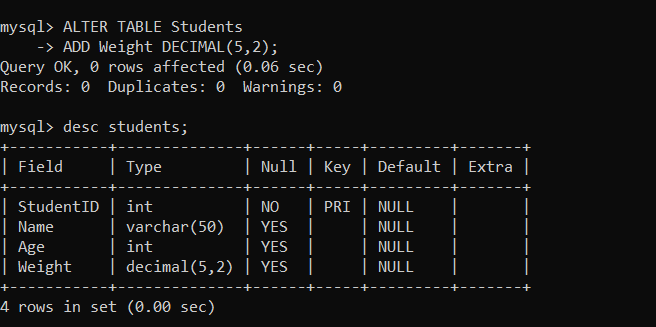 mysql> ALTER TABLE Students
    -> ADD Weight DECIMAL(5,2);
Query OK, 0 rows affected (0.06 sec)
Records: 0  Duplicates: 0  Warnings: 0

mysql> desc students;
+-----------+--------------+------+-----+---------+-------+
| Field     | Type         | Null | Key | Default | Extra |
+-----------+--------------+------+-----+---------+-------+
| StudentID | int          | NO   | PRI | NULL    |       |
| Name      | varchar(50)  | YES  |     | NULL    |       |
| Age       | int          | YES  |     | NULL    |       |
| Weight    | decimal(5,2) | YES  |     | NULL    |       |
+-----------+--------------+------+-----+---------+-------+
4 rows in set (0.00 sec)